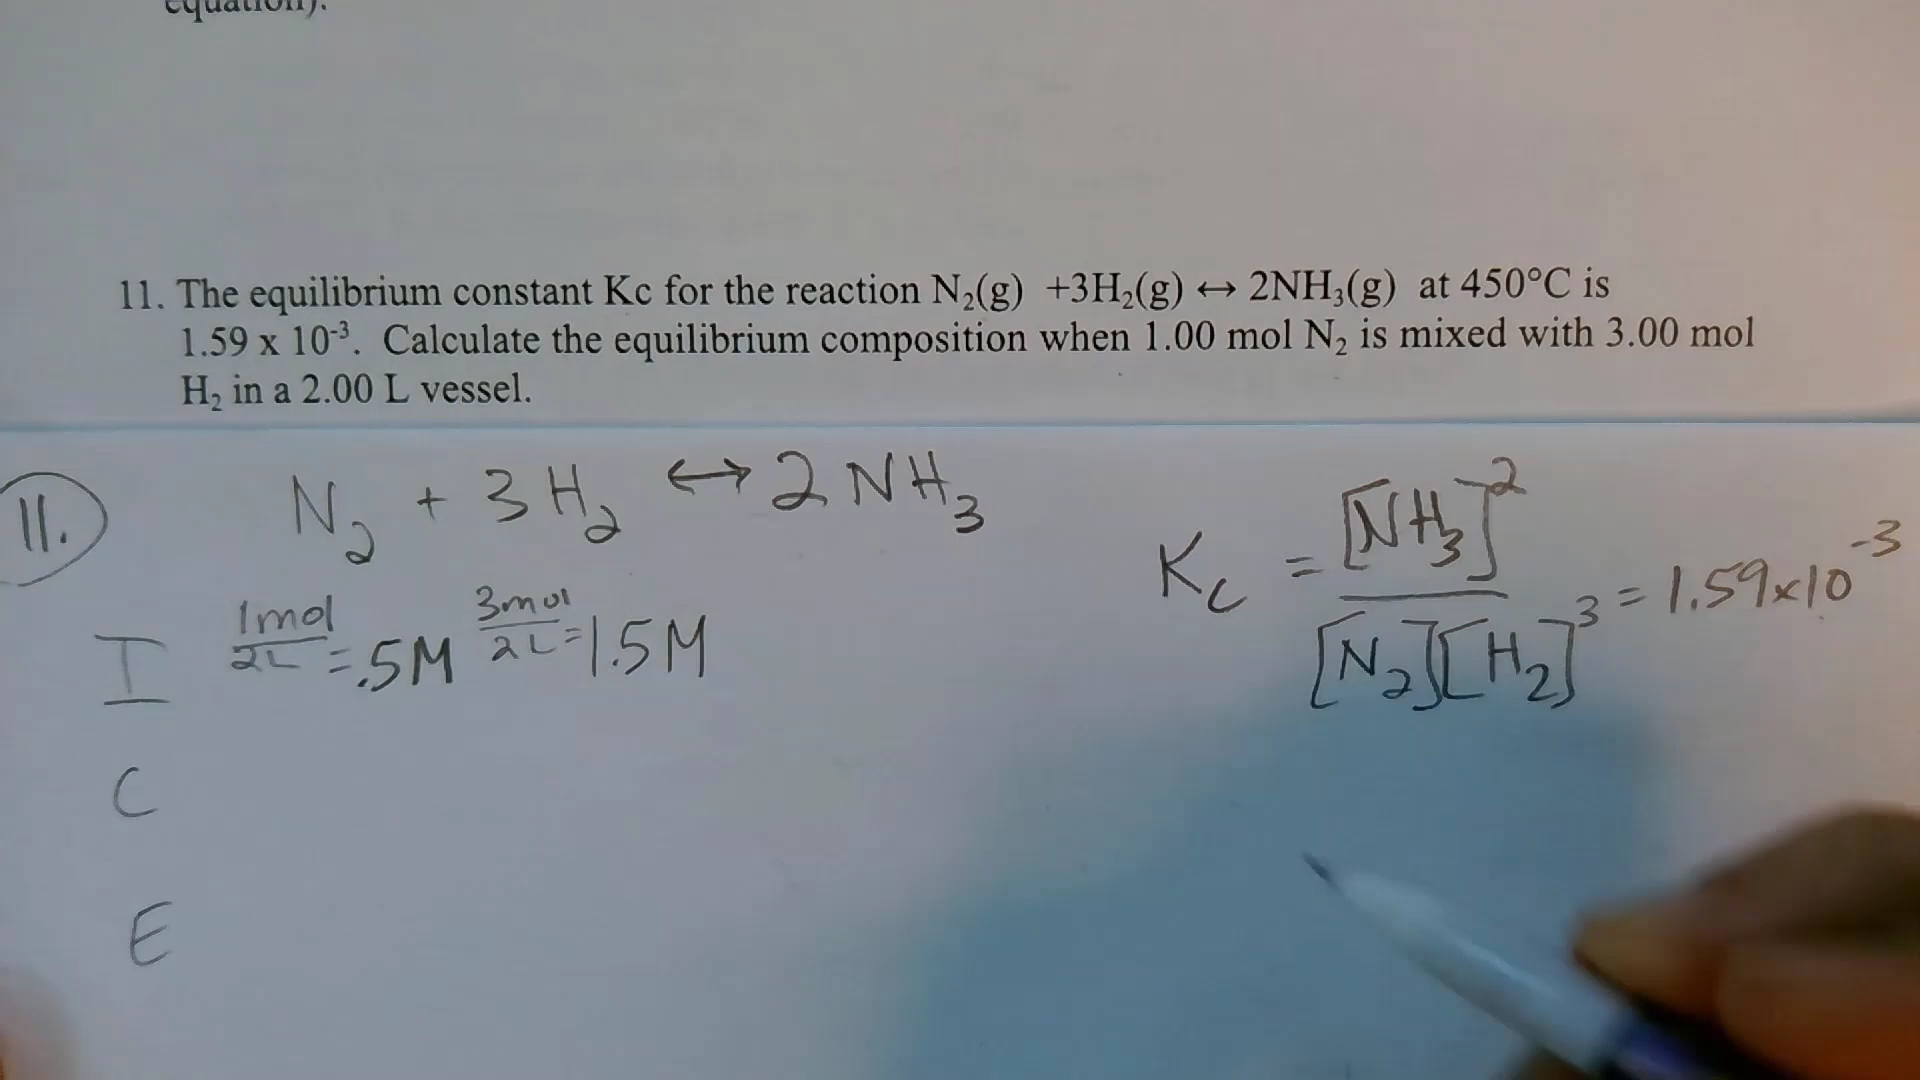 equation).
11. The equilibrium constant Kc for the reaction N₂(g) +3H₂(g) ↔ 2NH₃(g) at 450°C is
1.59 x 10⁻³. Calculate the equilibrium composition when 1.00 mol N₂ is mixed with 3.00 mol
H₂ in a 2.00 L vessel.
11. N₂ + 3H₂ ↔ 2NH₃
Kc = [NH₃]² / [N₂][H₂]³ = 1.59x10⁻³
I 1mol/2L = .5M 3mol/2L = 1.5M
C
E